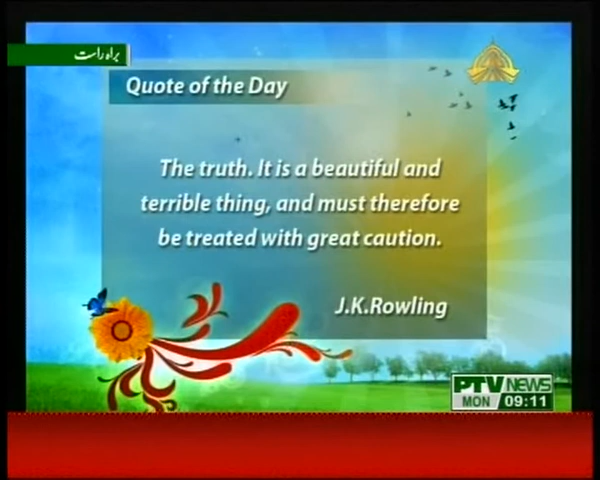 براہ راست
Quote of the Day
The truth. It is a beautiful and
terrible thing, and must therefore
be treated with great caution.
J.K.Rowling
PTV NEWS
MON 09:11